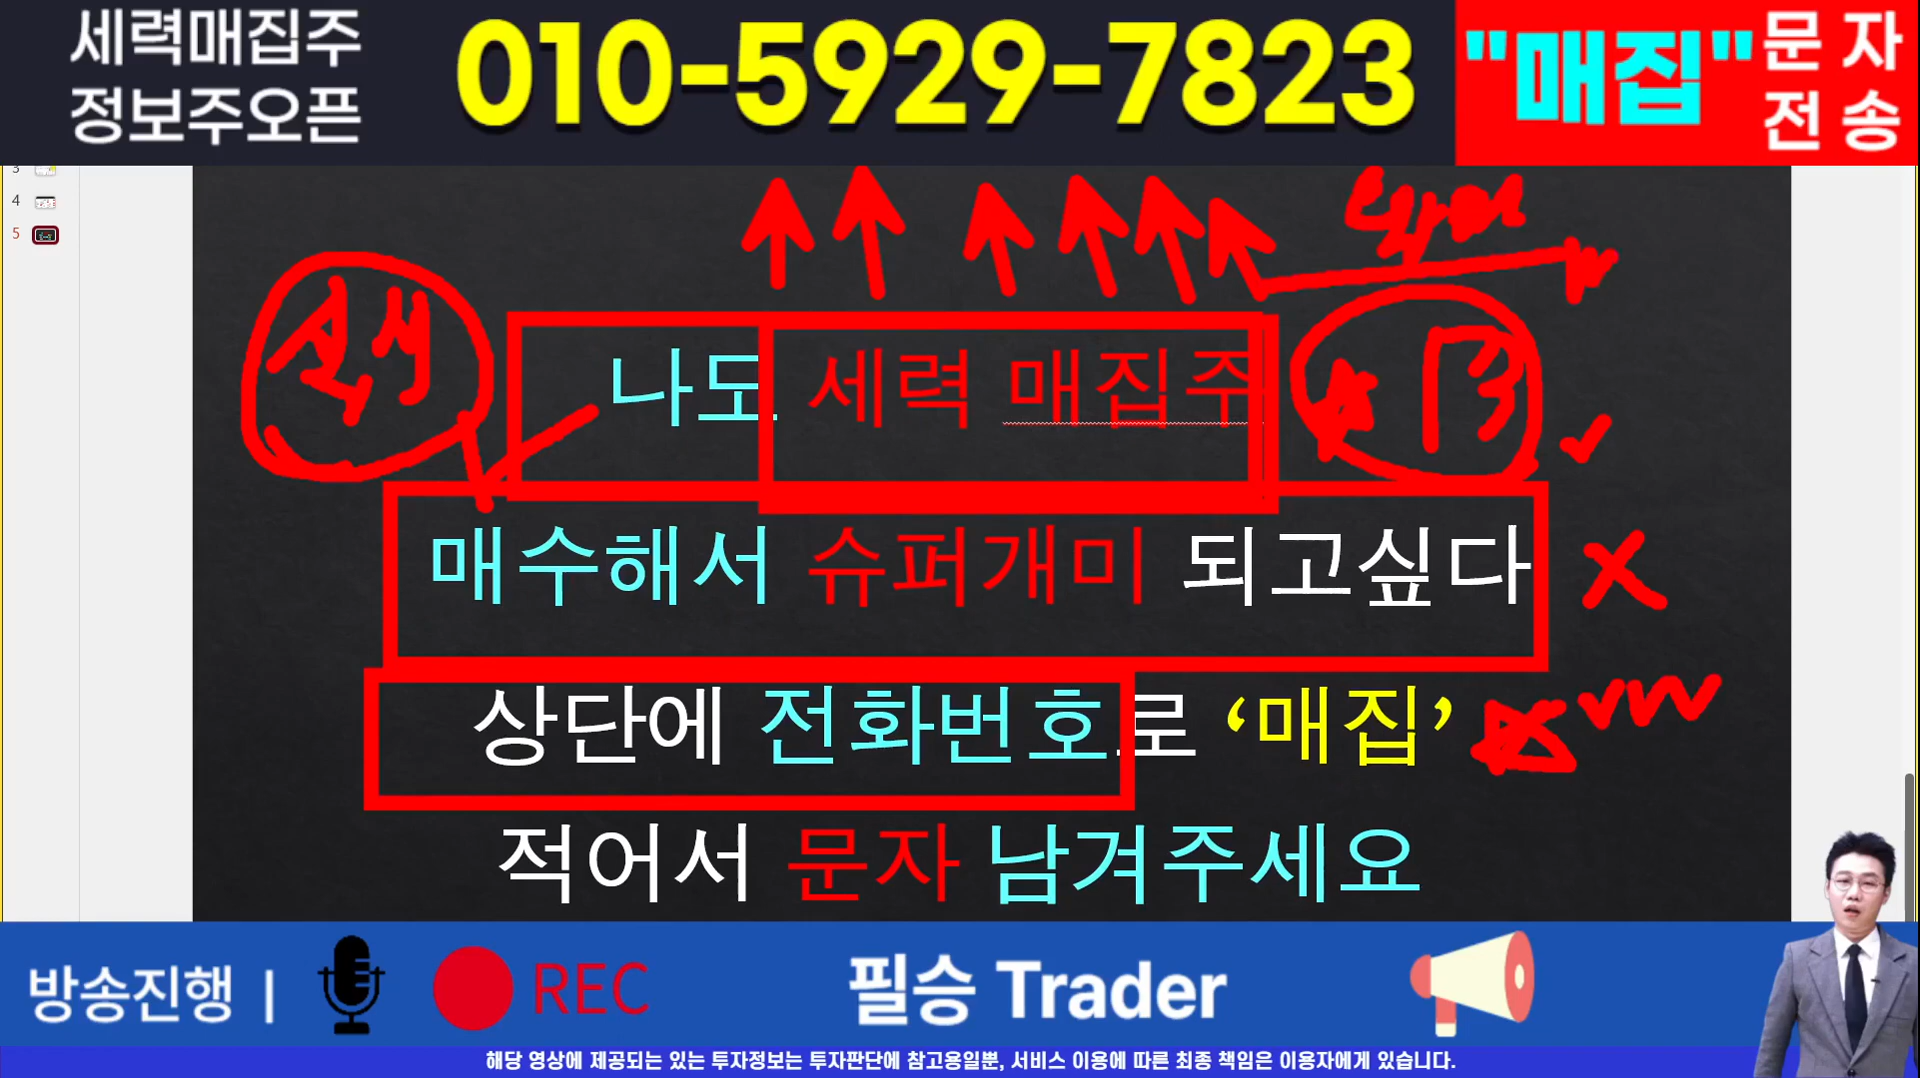 세력매집주
정보주오픈
010-5929-7823
"매집"
문 자
전 송
3
4
5
나도 세력 매집주
매수해서 슈퍼개미 되고싶다
상단에 전화번호로 ‘매집’
적어서 문자 남겨주세요
방송진행 |
REC
필승 Trader
해당 영상에 제공되는 있는 투자정보는 투자판단에 참고용일뿐, 서비스 이용에 따른 최종 책임은 이용자에게 있습니다.